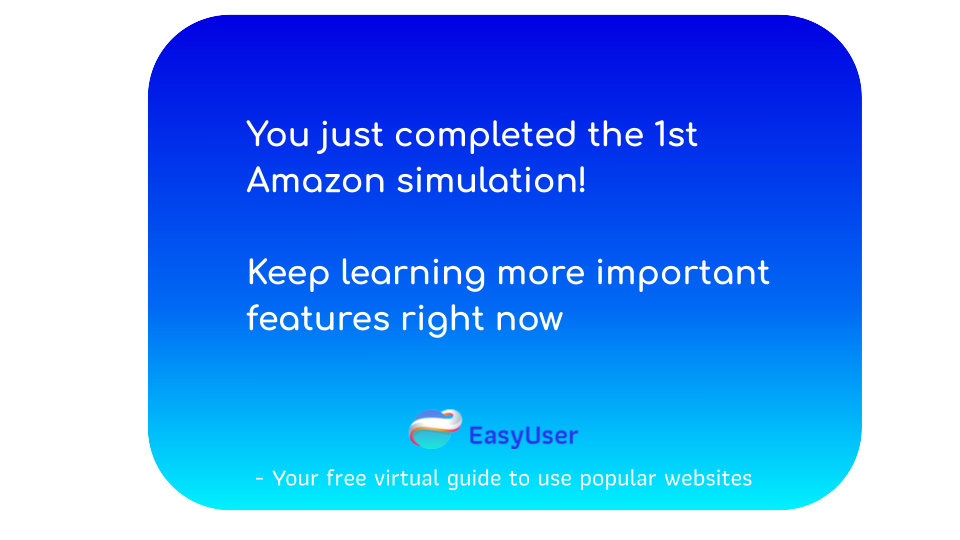 You just completed the 1st
Amazon simulation!
Keep learning more important
features right now
EasyUser
- Your free virtual guide to use popular websites